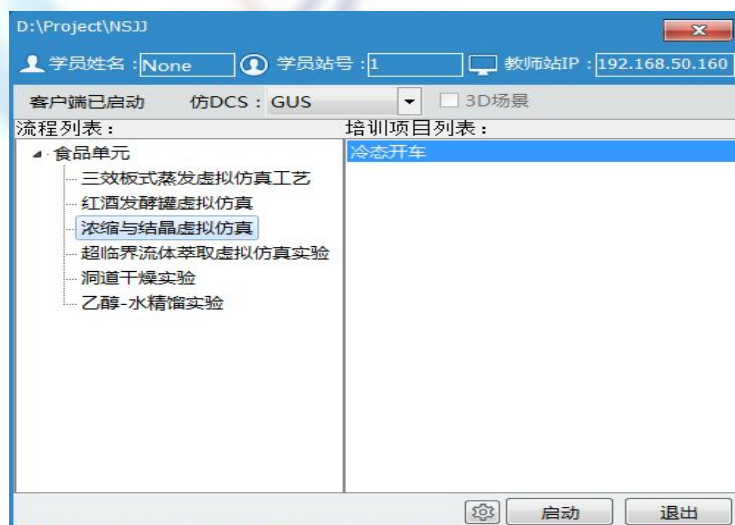 D:\Project\NSJJ
学员姓名：None 学员站号：1 教师站IP：192.168.50.160
客户端已启动 仿DCS：GUS 3D场景
流程列表： 培训项目列表：
食品单元 冷态开车
三效板式蒸发虚拟仿真工艺
红酒发酵罐虚拟仿真
浓缩与结晶虚拟仿真
超临界流体萃取虚拟仿真实验
洞道干燥实验
乙醇-水精馏实验
启动 退出